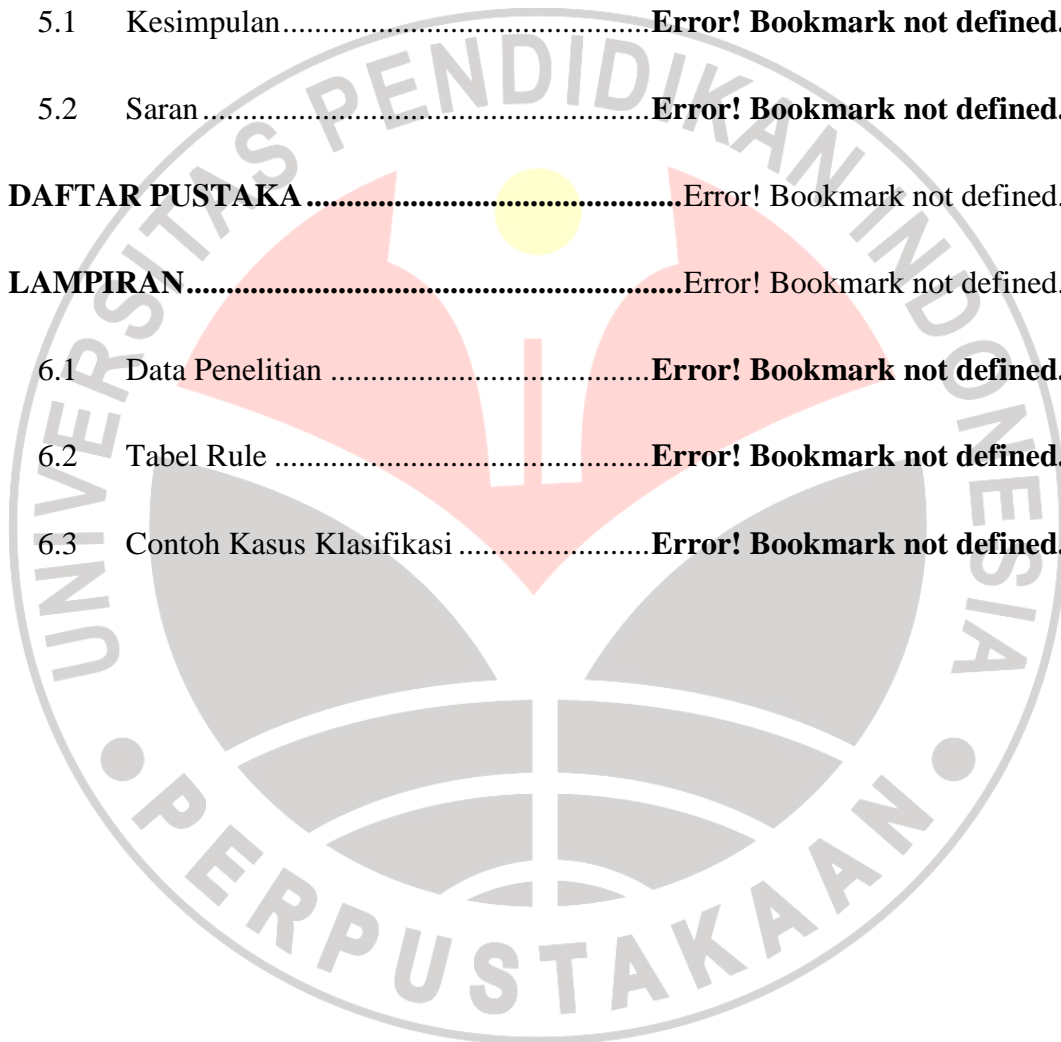 5.1 Kesimpulan..............................................Error! Bookmark not defined.
5.2 Saran........................................................Error! Bookmark not defined.
DAFTAR PUSTAKA................................................Error! Bookmark not defined.
LAMPIRAN...............................................................Error! Bookmark not defined.
6.1 Data Penelitian ........................................Error! Bookmark not defined.
6.2 Tabel Rule ...............................................Error! Bookmark not defined.
6.3 Contoh Kasus Klasifikasi ........................Error! Bookmark not defined.
UNIVERSITAS PENDIDIKAN INDONESIA
PERPUSTAKAAN